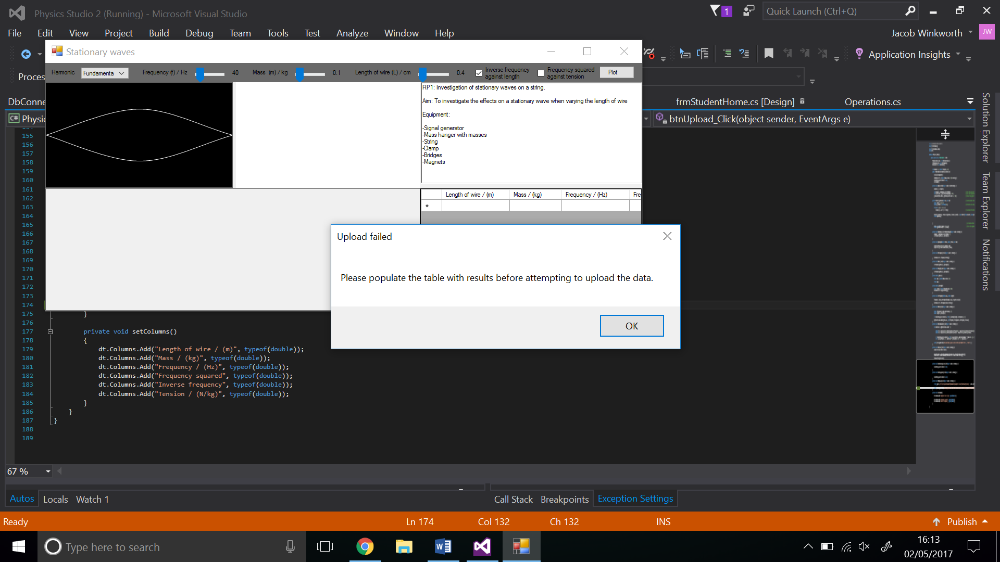 Physics Studio 2 (Running) - Microsoft Visual Studio
1
Quick Launch (Ctrl+Q)
File Edit View Project Build Debug Team Tools Test Analyze Window Help
Jacob Winkworth
JW
Stationary waves
Application Insights
Proces
Harmonic Fundamenta Frequency (f) / Hz 40 Mass (m) / kg 0.1 Length of wire (L) / cm 0.4
Inverse frequency
against length
Frequency squared
against tension
Plot
DbConne
frmStudentHome.cs [Design]
Operations.cs
C# Physic
btnUpload_Click(object sender, EventArgs e)
RP1: Investigation of stationary waves on a string.
Aim: To investigate the effects on a stationary wave when varying the length of wire
Equipment:
-Signal generator
-Mass hanger with masses
-String
-Clamp
-Bridges
-Magnets
Length of wire / (m) Mass / (kg) Frequency / (Hz) Fre
*
Upload failed
Please populate the table with results before attempting to upload the data.
OK
Solution Explorer
Team Explorer
Notifications
155
156
157
158
159
160
161
162
163
164
165
166
167
168
169
170
171
172
173
174
175 }
176
177 private void setColumns()
178 {
179 dt.Columns.Add("Length of wire / (m)", typeof(double));
180 dt.Columns.Add("Mass / (kg)", typeof(double));
181 dt.Columns.Add("Frequency / (Hz)", typeof(double));
182 dt.Columns.Add("Frequency squared", typeof(double));
183 dt.Columns.Add("Inverse frequency", typeof(double));
184 dt.Columns.Add("Tension / (N/kg)", typeof(double));
185 }
186 }
187 }
188
189
67 %
Autos Locals Watch 1
Call Stack Breakpoints Exception Settings
Ready Ln 174 Col 132 Ch 132 INS Publish
Type here to search
16:13
02/05/2017